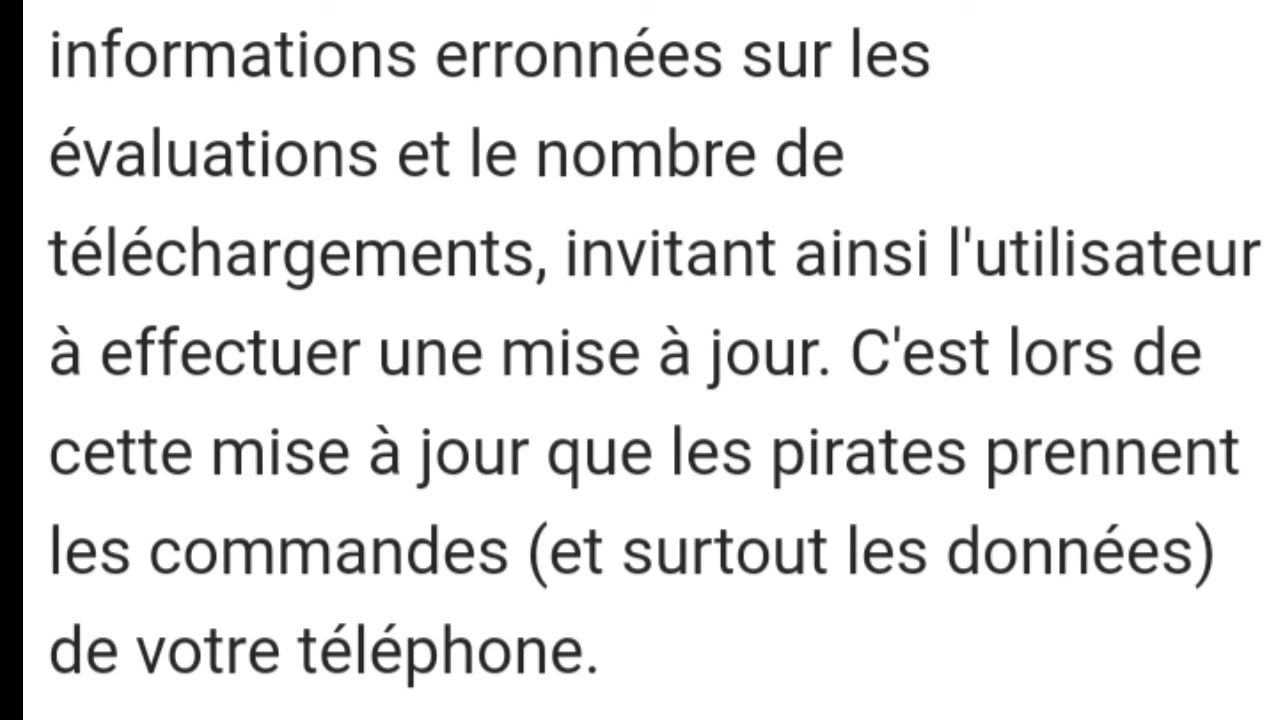 informations erronnées sur les
évaluations et le nombre de
téléchargements, invitant ainsi l'utilisateur
à effectuer une mise à jour. C'est lors de
cette mise à jour que les pirates prennent
les commandes (et surtout les données)
de votre téléphone.